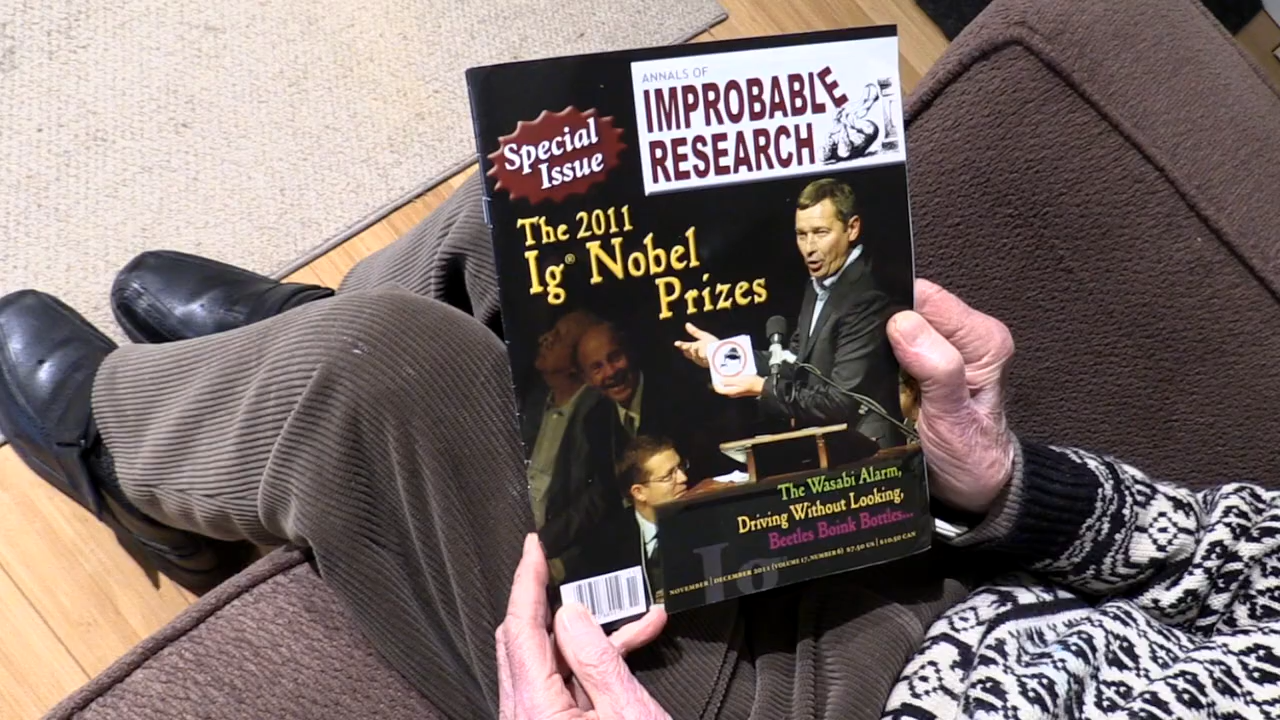 ANNALS OF
IMPROBABLE
RESEARCH
Special
Issue
The 2011
Ig® Nobel
Prizes
The Wasabi Alarm,
Driving Without Looking,
Beetles Boink Bottles...
Ig
NOVEMBER | DECEMBER 2011 (VOLUME 17, NUMBER 6) $7.50 US | $10.50 CAN